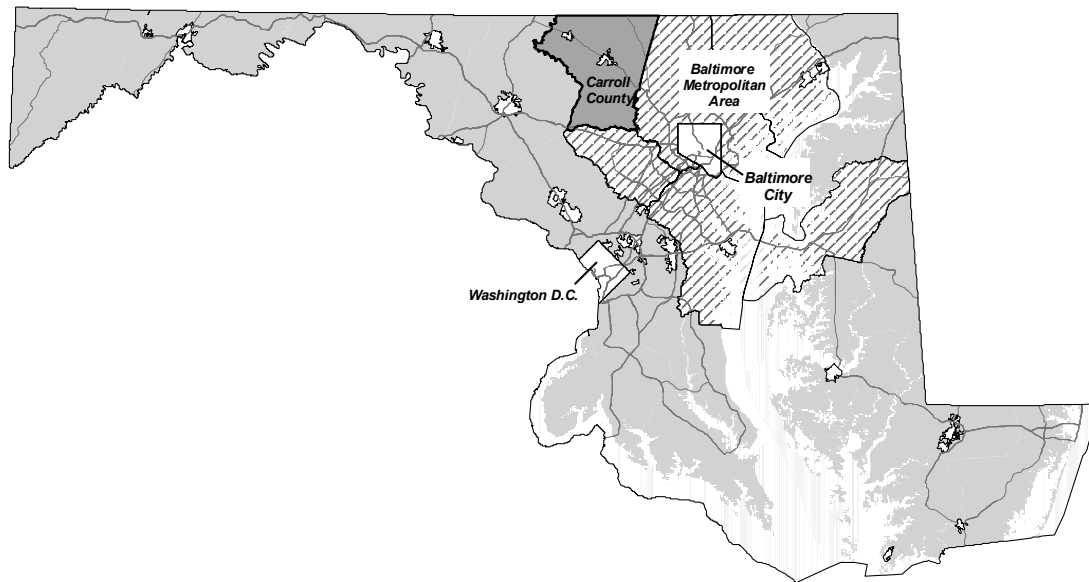 Carroll
County
Baltimore
Metropolitan
Area
Baltimore
City
Washington D.C.